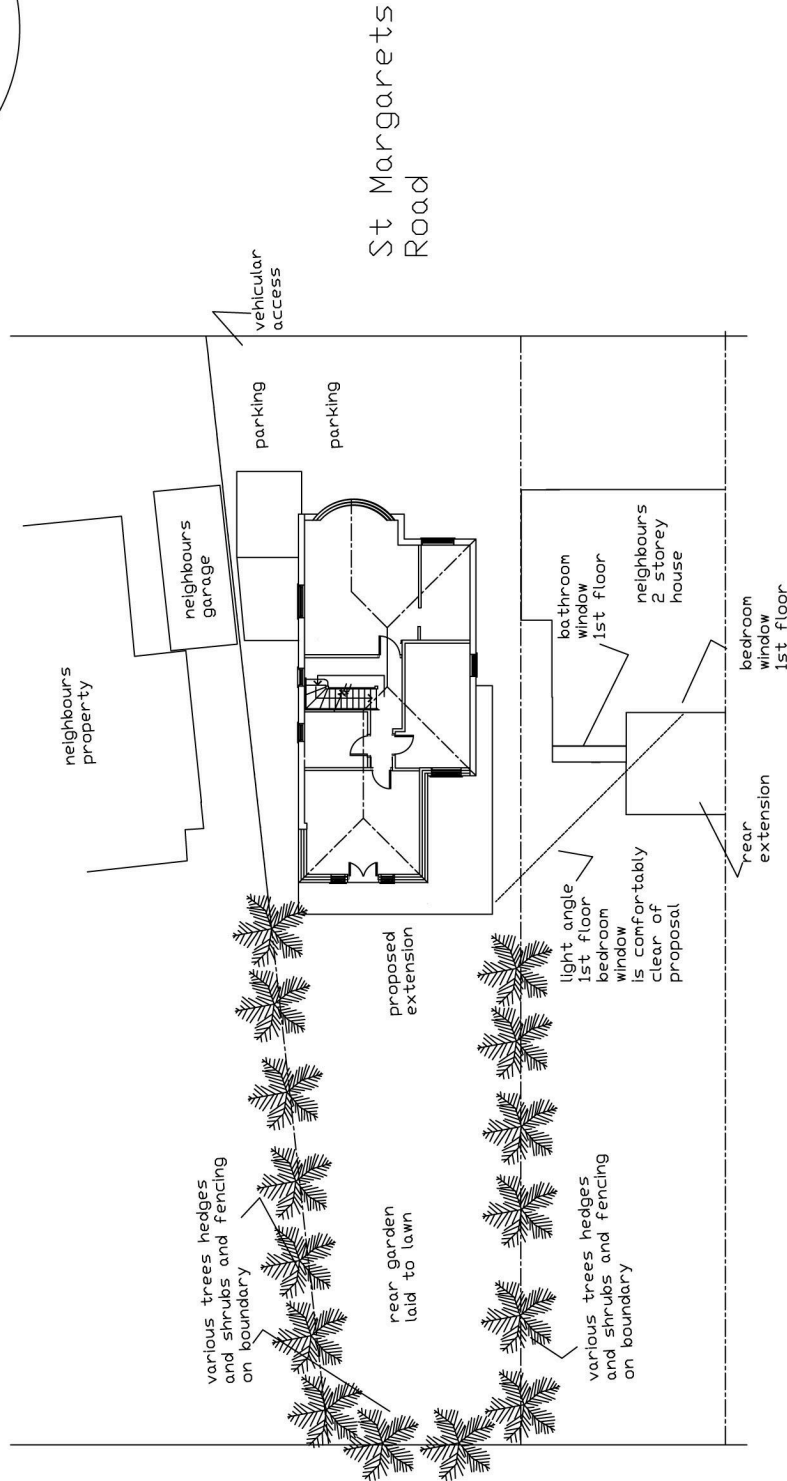 St Margarets
Road
vehicular
access
parking
parking
neighbours
garage
neighbours
property
bathroom
window
1st floor
neighbours
2 storey
house
bedroom
window
1st floor
rear
extension
light angle
1st floor
bedroom
window
is comfortably
clear of
proposal
proposed
extension
various trees hedges
and shrubs and fencing
on boundary
rear garden
laid to lawn
various trees hedges
and shrubs and fencing
on boundary